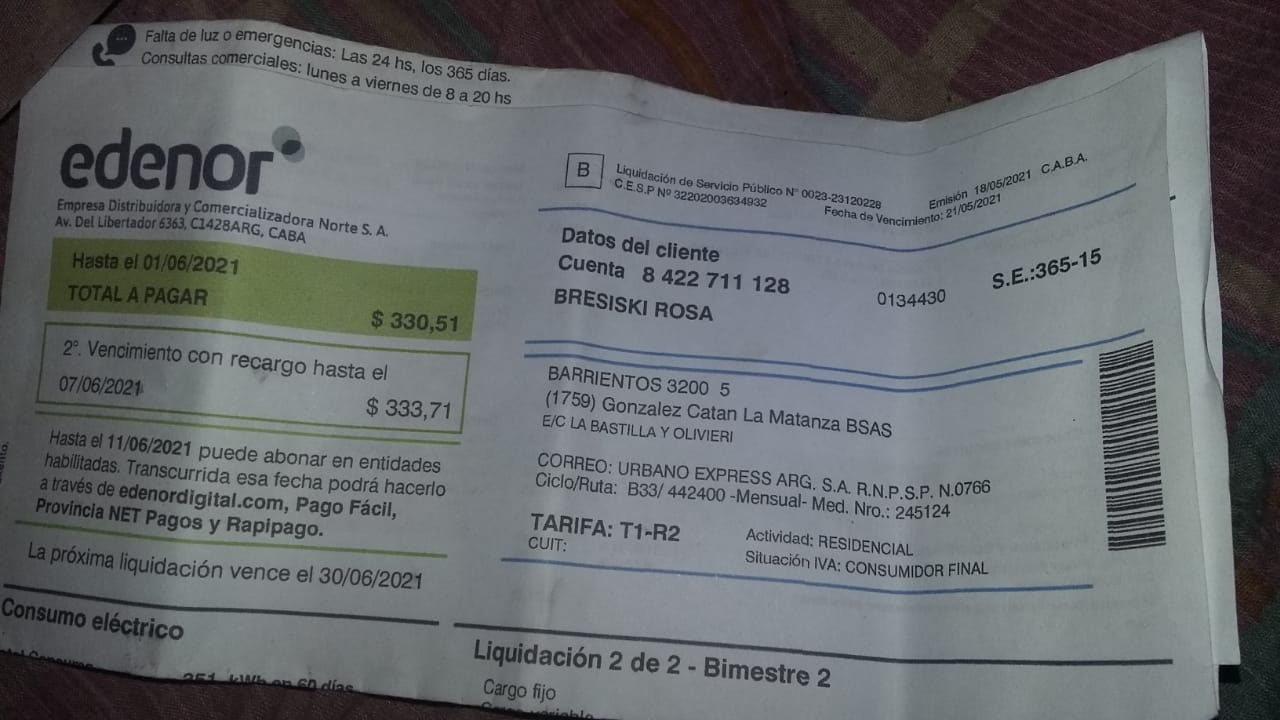 Falta de luz o emergencias: Las 24 hs, los 365 días.
Consultas comerciales: lunes a viernes de 8 a 20 hs
edenor
Empresa Distribuidora y Comercializadora Norte S. A.
Av. Del Libertador 6363, C1428ARG, CABA
Hasta el 01/06/2021
TOTAL A PAGAR
$ 330,51
2º. Vencimiento con recargo hasta el
07/06/2021
$ 333,71
Hasta el 11/06/2021 puede abonar en entidades
habilitadas. Transcurrida esa fecha podrá hacerlo
a través de edenordigital.com, Pago Fácil,
Provincia NET Pagos y Rapipago.
La próxima liquidación vence el 30/06/2021
Consumo eléctrico
351 kWh en 60 días
B
Liquidación de Servicio Público N° 0023-23120228
Emisión 18/05/2021 C.A.B.A.
C.E.S.P Nº 32202003634932
Fecha de Vencimiento: 21/05/2021
Datos del cliente
Cuenta 8 422 711 128
0134430
S.E.:365-15
BRESISKI ROSA
BARRIENTOS 3200 5
(1759) Gonzalez Catan La Matanza BSAS
E/C LA BASTILLA Y OLIVIERI
CORREO: URBANO EXPRESS ARG. S.A. R.N.P.S.P. N.0766
Ciclo/Ruta: B33/ 442400 -Mensual- Med. Nro.: 245124
TARIFA: T1-R2
Actividad: RESIDENCIAL
CUIT:
Situación IVA: CONSUMIDOR FINAL
Liquidación 2 de 2 - Bimestre 2
Cargo fijo